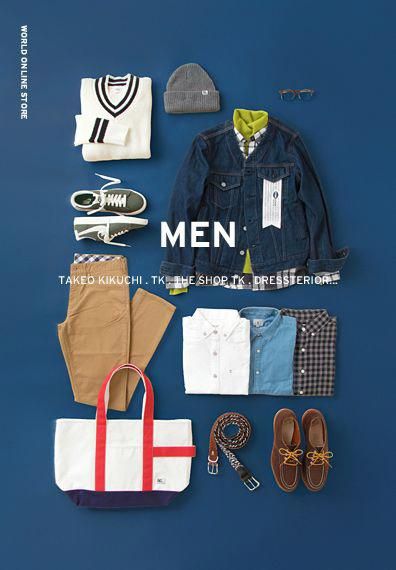 WORLD ONLINE STORE
MEN
TAKEO KIKUCHI . TK . THE SHOP TK . DRESSTERIOR...